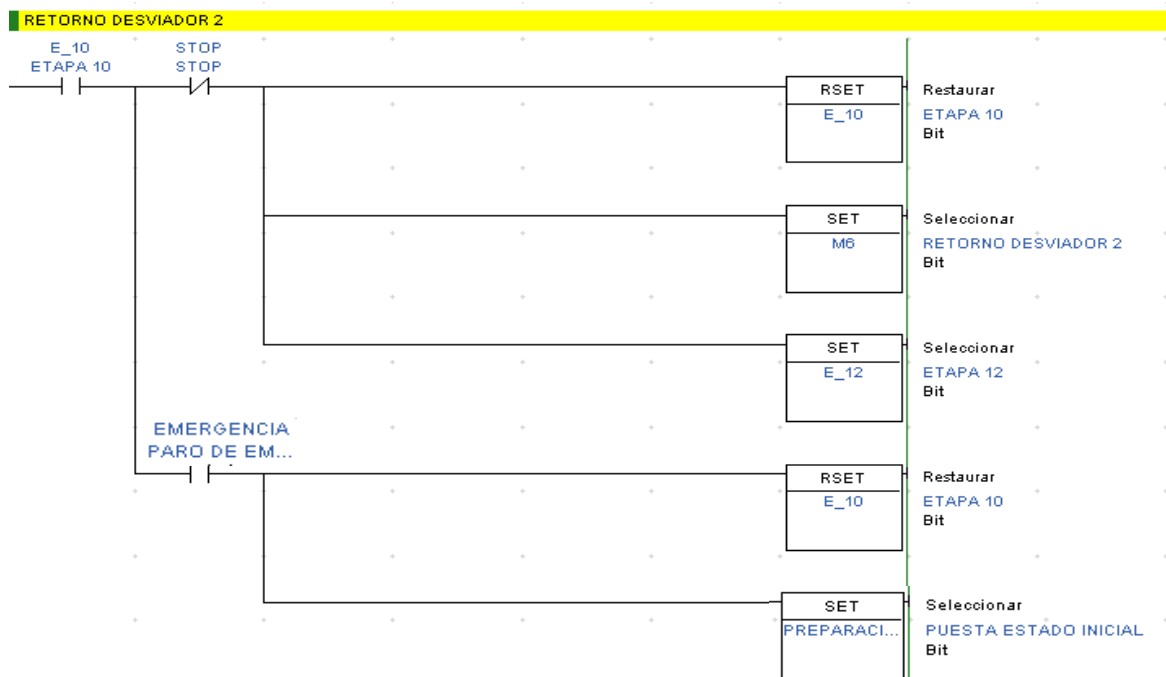 RETORNO DESVIADOR 2
E_10 STOP
ETAPA 10 STOP
RSET Restaurar
E_10 ETAPA 10
Bit
SET Seleccionar
M6 RETORNO DESVIADOR 2
Bit
SET Seleccionar
E_12 ETAPA 12
Bit
EMERGENCIA
PARO DE EM...
RSET Restaurar
E_10 ETAPA 10
Bit
SET Seleccionar
PREPARACI... PUESTA ESTADO INICIAL
Bit